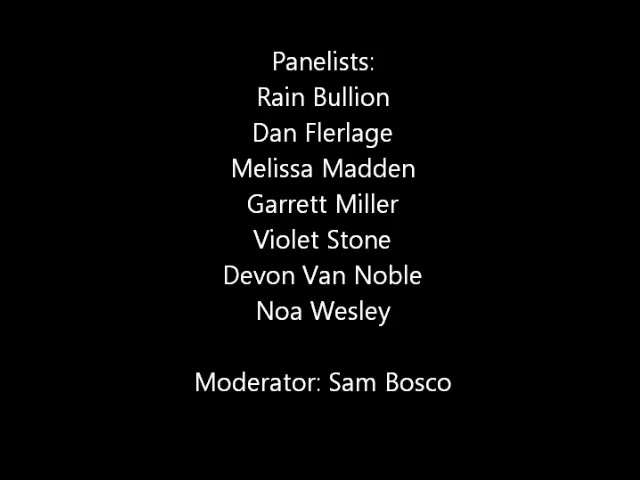 Panelists:
Rain Bullion
Dan Flerlage
Melissa Madden
Garrett Miller
Violet Stone
Devon Van Noble
Noa Wesley
Moderator: Sam Bosco